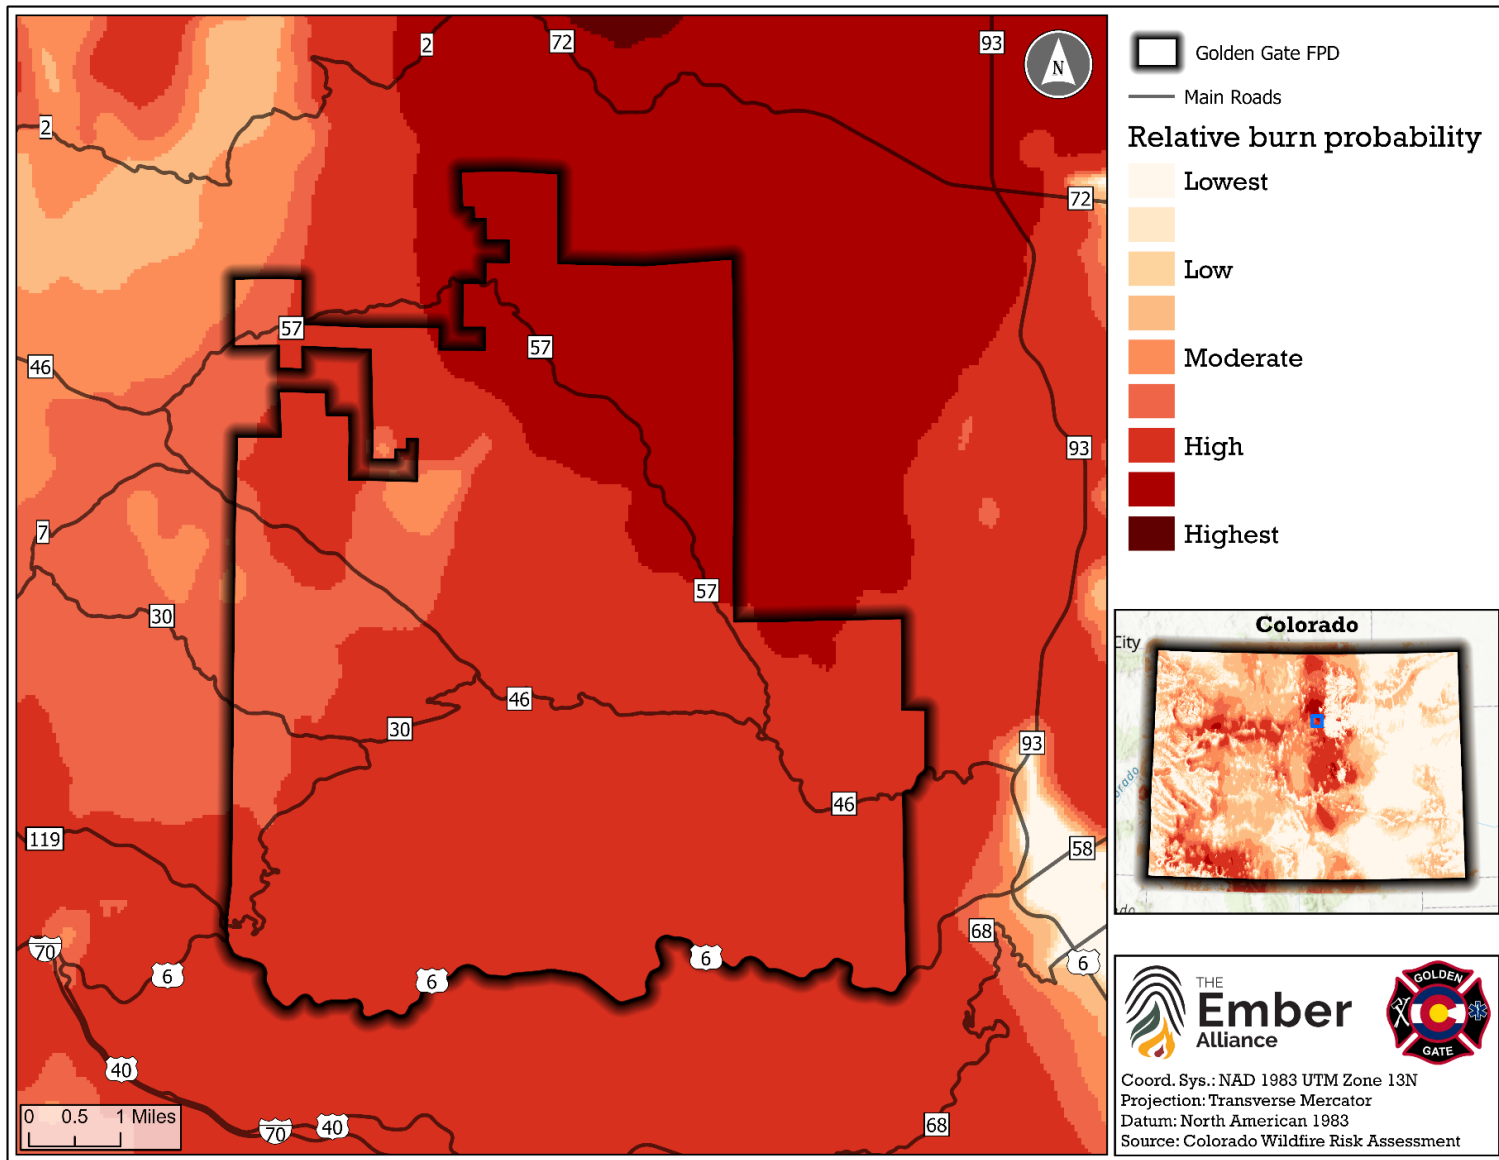 2
72
93
N
2
72
57
57
46
93
7
57
30
46
30
93
46
119
58
68
70
6
6
6
6
40
0 0.5 1 Miles
70
40
68
Golden Gate FPD
Main Roads
Relative burn probability
Lowest
Low
Moderate
High
Highest
Colorado
City
THE
Ember
Alliance
GOLDEN
GATE
Coord. Sys.: NAD 1983 UTM Zone 13N
Projection: Transverse Mercator
Datum: North American 1983
Source: Colorado Wildfire Risk Assessment